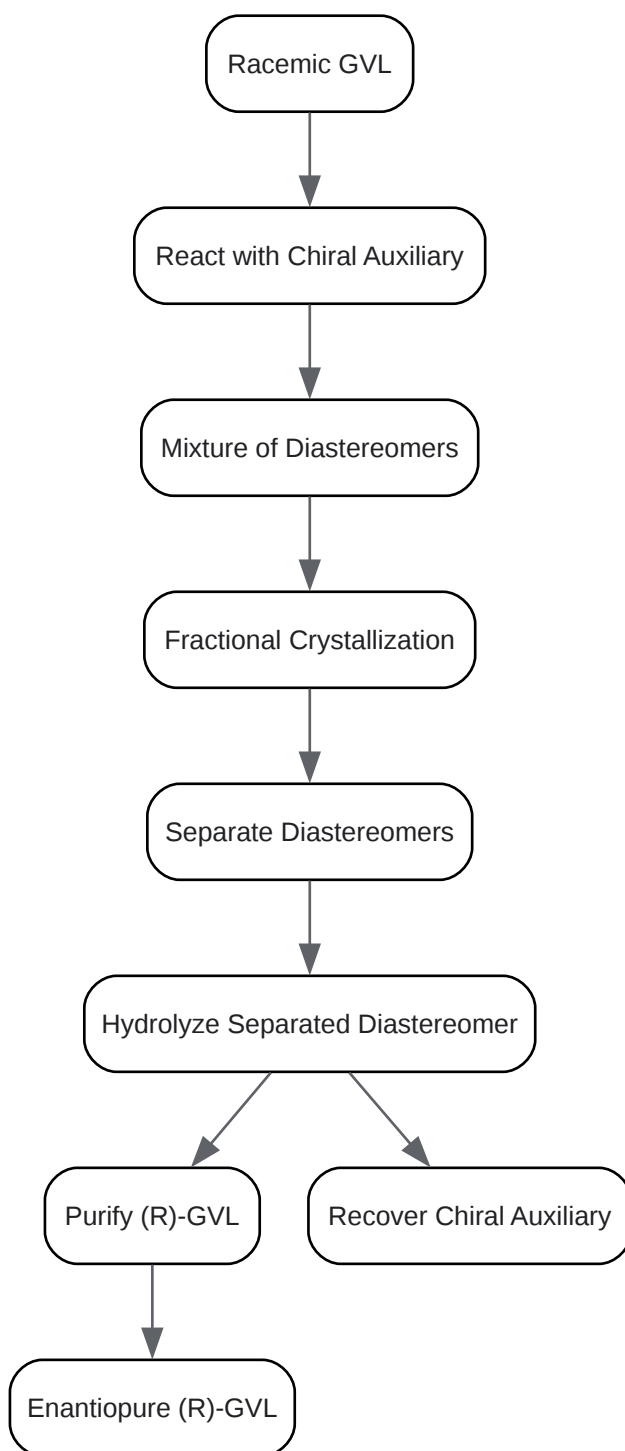 Racemic GVL
React with Chiral Auxiliary
Mixture of Diastereomers
Fractional Crystallization
Separate Diastereomers
Hydrolyze Separated Diastereomer
Purify (R)-GVL
Recover Chiral Auxiliary
Enantiopure (R)-GVL